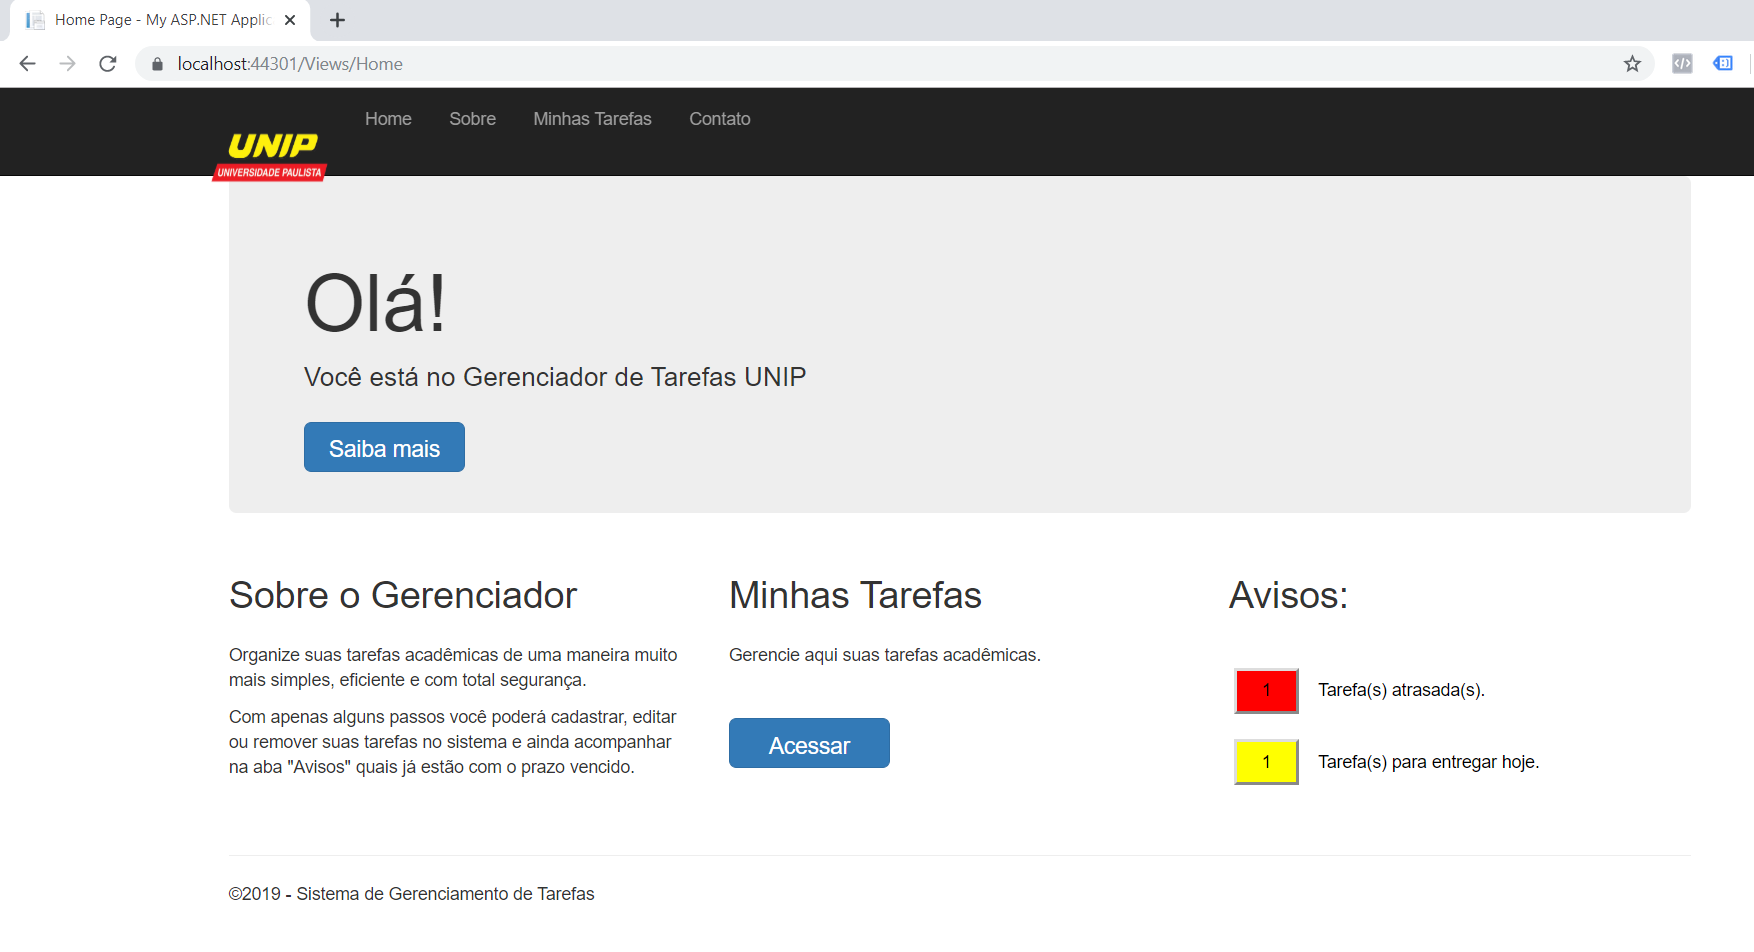 Home Page - My ASP.NET Applic
localhost:44301/Views/Home
Home Sobre Minhas Tarefas Contato
UNIP
UNIVERSIDADE PAULISTA
Olá!
Você está no Gerenciador de Tarefas UNIP
Saiba mais
Sobre o Gerenciador
Organize suas tarefas acadêmicas de uma maneira muito
mais simples, eficiente e com total segurança.
Com apenas alguns passos você poderá cadastrar, editar
ou remover suas tarefas no sistema e ainda acompanhar
na aba "Avisos" quais já estão com o prazo vencido.
Minhas Tarefas
Gerencie aqui suas tarefas acadêmicas.
Acessar
Avisos:
1 Tarefa(s) atrasada(s).
1 Tarefa(s) para entregar hoje.
©2019 - Sistema de Gerenciamento de Tarefas